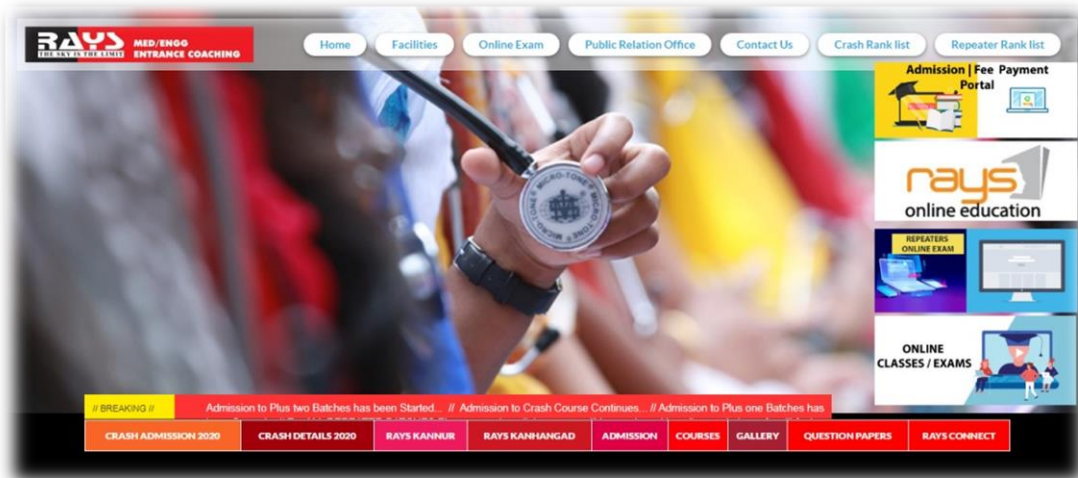 RAYS
THE SKY IS THE LIMIT
MED/ENGG
ENTRANCE COACHING
Home
Facilities
Online Exam
Public Relation Office
Contact Us
Crash Rank list
Repeater Rank list
Admission | Fee Payment
Portal
MICRO-TONE
rays
online education
REPEATERS
ONLINE EXAM
ONLINE
CLASSES / EXAMS
// BREAKING //
Admission to Plus two Batches has been Started... // Admission to Crash Course Continues... // Admission to Plus one Batches has
CRASH ADMISSION 2020
CRASH DETAILS 2020
RAYS KANNUR
RAYS KANHANGAD
ADMISSION
COURSES
GALLERY
QUESTION PAPERS
RAYS CONNECT